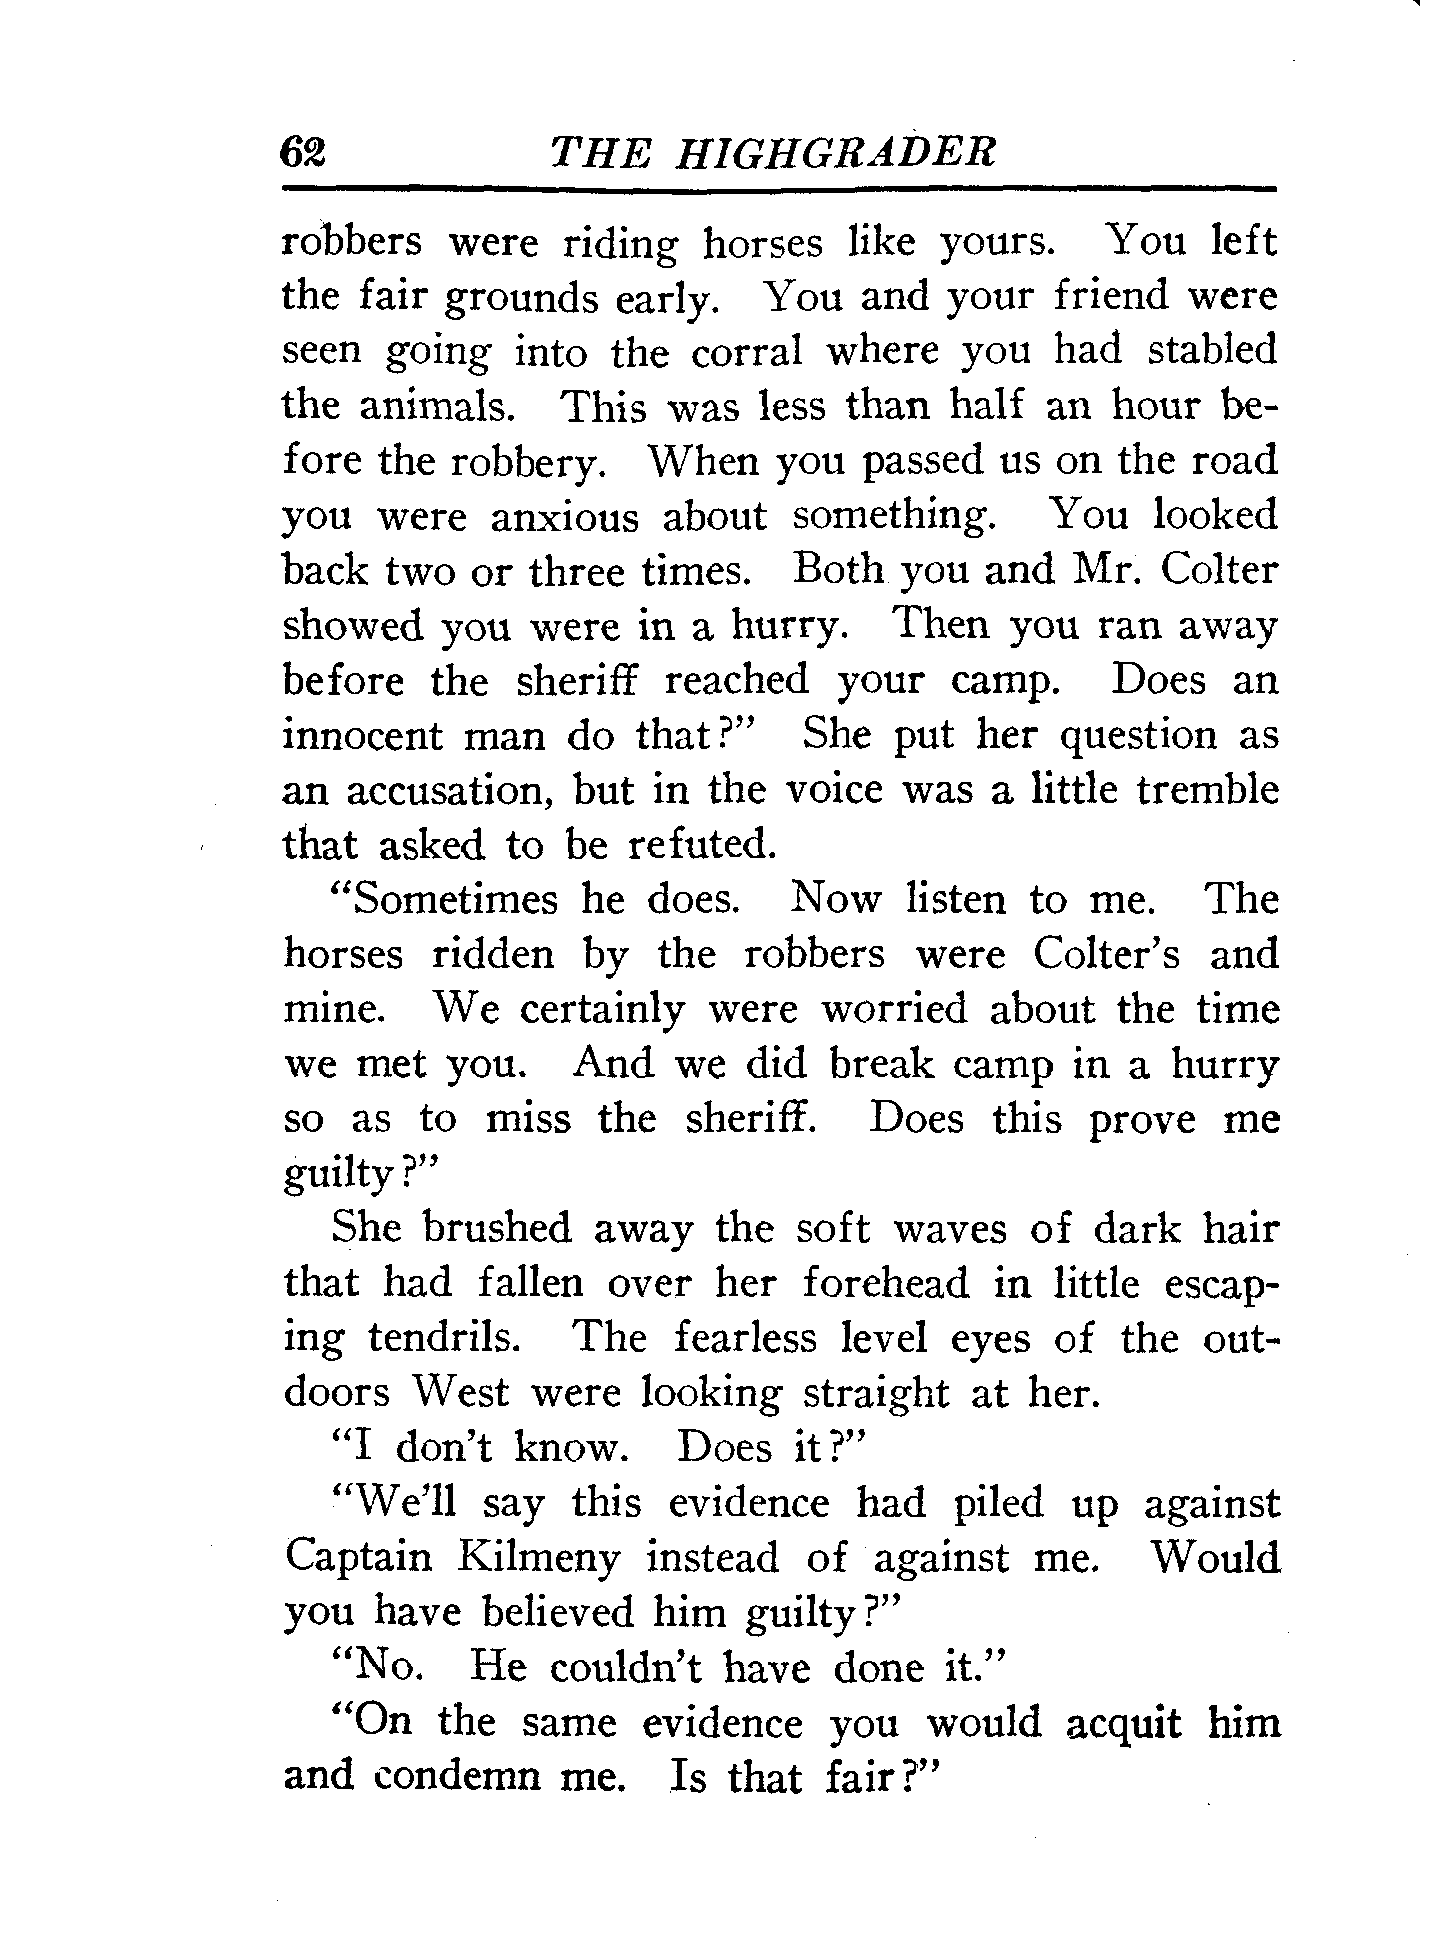 62 THE HIGHGRADER
robbers were riding horses like yours. You left
the fair grounds early. You and your friend were
seen going into the corral where you had stabled
the animals. This was less than half an hour be-
fore the robbery. When you passed us on the road
you were anxious about something. You looked
back two or three times. Both you and Mr. Colter
showed you were in a hurry. Then you ran away
before the sheriff reached your camp. Does an
innocent man do that?” She put her question as
an accusation, but in the voice was a little tremble
that asked to be refuted.
“Sometimes he does. Now listen to me. The
horses ridden by the robbers were Colter’s and
mine. We certainly were worried about the time
we met you. And we did break camp in a hurry
so as to miss the sheriff. Does this prove me
guilty?”
She brushed away the soft waves of dark hair
that had fallen over her forehead in little escap-
ing tendrils. The fearless level eyes of the out-
doors West were looking straight at her.
“I don’t know. Does it?”
“We’ll say this evidence had piled up against
Captain Kilmeny instead of against me. Would
you have believed him guilty?”
“No. He couldn’t have done it.”
“On the same evidence you would acquit him
and condemn me. Is that fair?”